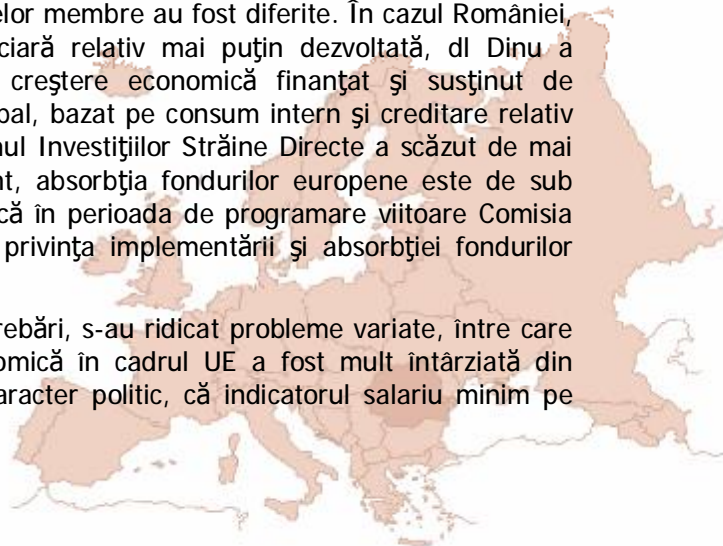 elor membre au fost diferite. În cazul României,
ciară relativ mai puţin dezvoltată, dl Dinu a
creştere economică finanţat şi susţinut de
bal, bazat pe consum intern şi creditare relativ
nul Investiţiilor Străine Directe a scăzut de mai
nt, absorbţia fondurilor europene este de sub
că în perioada de programare viitoare Comisia
privinţa implementării şi absorbţiei fondurilor
rebări, s-au ridicat probleme variate, între care
omică în cadrul UE a fost mult întârziată din
aracter politic, că indicatorul salariu minim pe